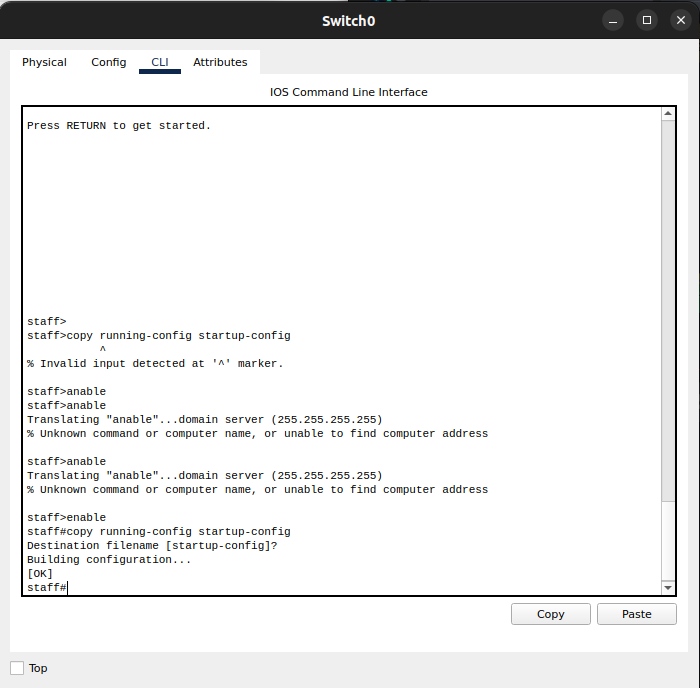 Switch0
Physical Config CLI Attributes
IOS Command Line Interface
Press RETURN to get started.
staff>
staff>copy running-config startup-config
^
% Invalid input detected at '^' marker.
staff>anable
staff>anable
Translating "anable"...domain server (255.255.255.255)
% Unknown command or computer name, or unable to find computer address
staff>anable
Translating "anable"...domain server (255.255.255.255)
% Unknown command or computer name, or unable to find computer address
staff>enable
staff#copy running-config startup-config
Destination filename [startup-config]?
Building configuration...
[OK]
staff#
Copy Paste
Top